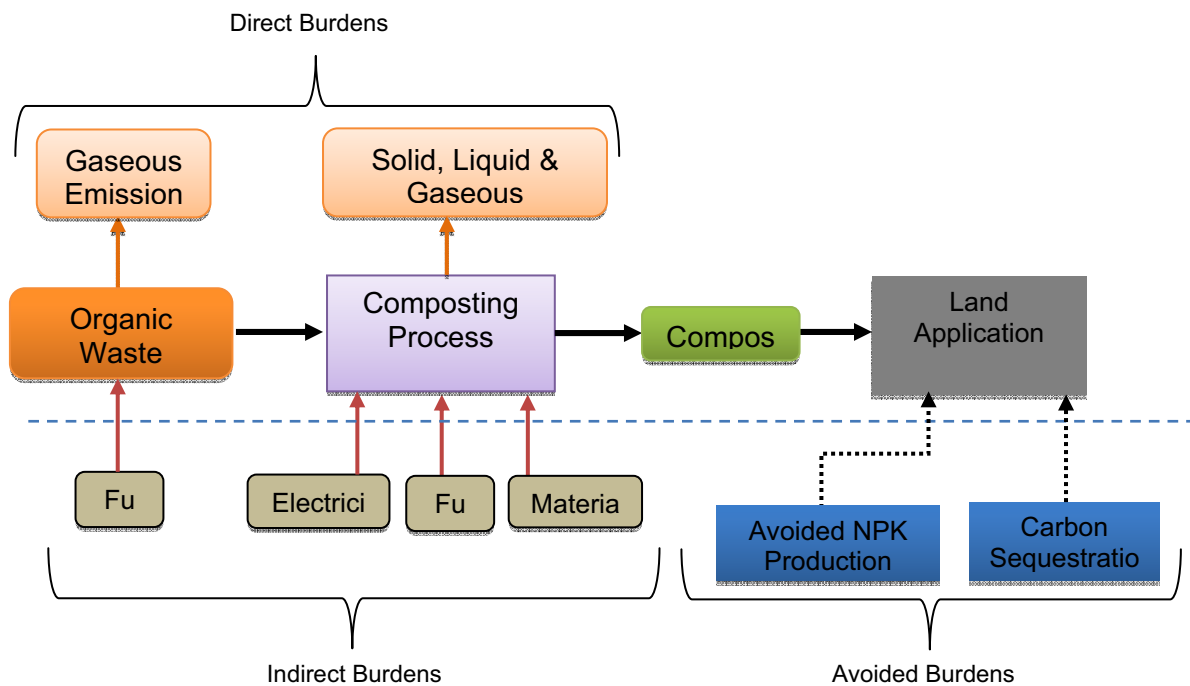 Direct Burdens
Gaseous
Emission
Solid, Liquid &
Gaseous
Organic
Waste
Composting
Process
Compos
Land
Application
Fu
Electrici
Fu
Materia
Avoided NPK
Production
Carbon
Sequestratio
Indirect Burdens
Avoided Burdens